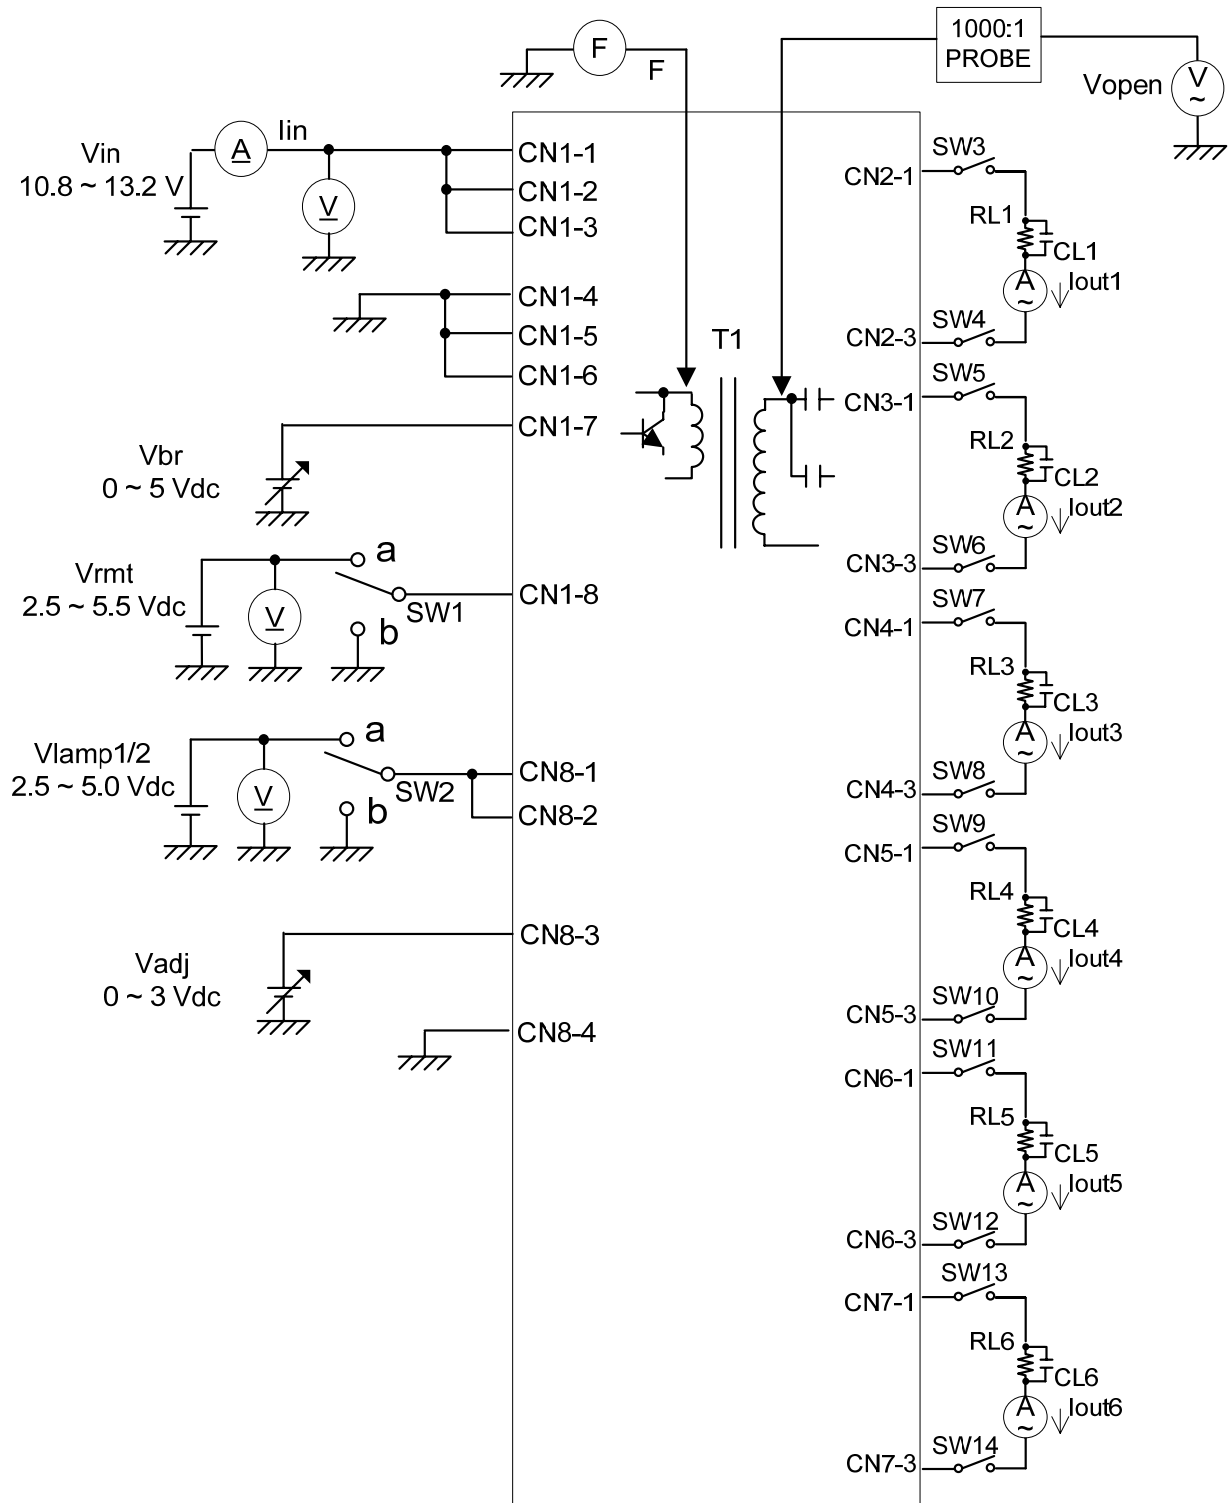 1000:1
PROBE
F
F
Vopen
V
~
Iin
A
Vin
10.8 ~ 13.2 V
V
CN1-1
CN1-2
CN1-3
CN1-4
CN1-5
CN1-6
CN1-7
Vbr
0 ~ 5 Vdc
a
Vrmt
2.5 ~ 5.5 Vdc
V
SW1
b
CN1-8
a
Vlamp1/2
2.5 ~ 5.0 Vdc
V
SW2
b
CN8-1
CN8-2
CN8-3
Vadj
0 ~ 3 Vdc
CN8-4
T1
CN2-1
SW3
RL1
CL1
A
~
Iout1
CN2-3
SW4
CN3-1
SW5
RL2
CL2
A
~
Iout2
CN3-3
SW6
CN4-1
SW7
RL3
CL3
A
~
Iout3
CN4-3
SW8
CN5-1
SW9
RL4
CL4
A
~
Iout4
CN5-3
SW10
CN6-1
SW11
RL5
CL5
A
~
Iout5
CN6-3
SW12
CN7-1
SW13
RL6
CL6
A
~
Iout6
CN7-3
SW14